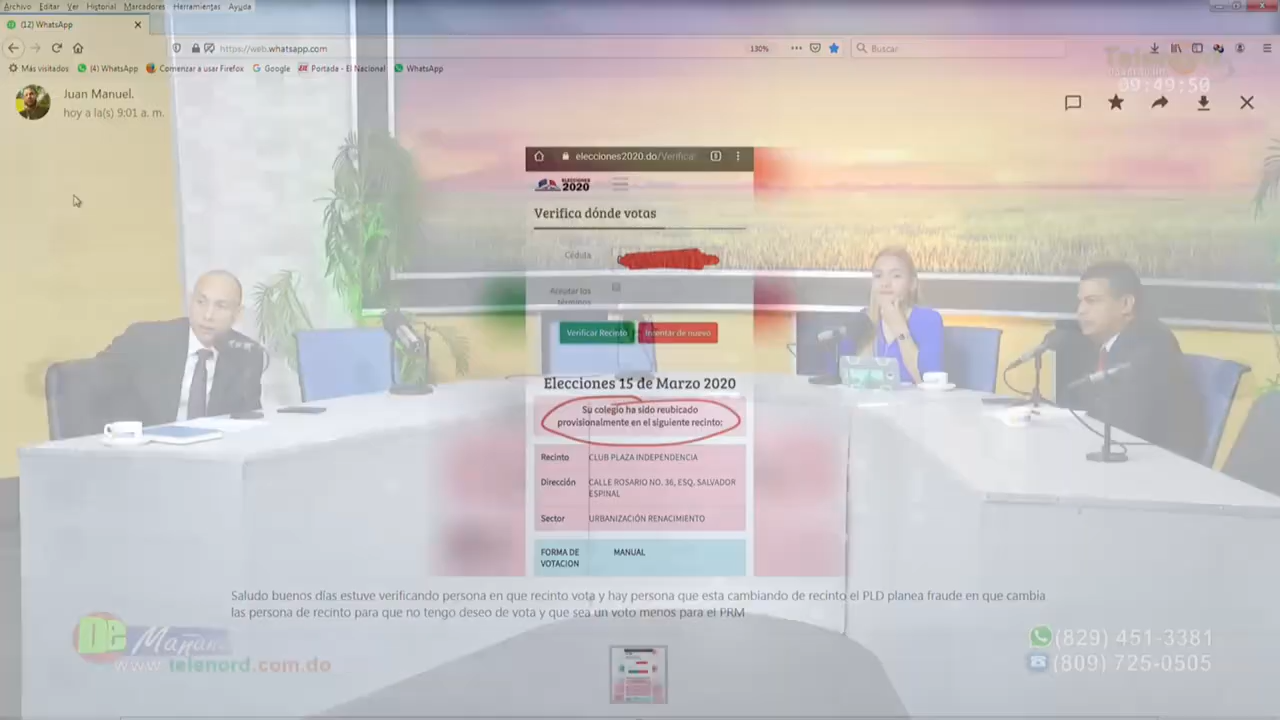 Archivo Editar Ver Historial Marcadores Herramientas Ayuda
(12) WhatsApp
https://web.whatsapp.com
130%
Buscar
Más visitados (4) WhatsApp Comenzar a usar Firefox Google Portada - El Nacional WhatsApp
Juan Manuel.
hoy a la(s) 9:01 a. m.
09:49:50
elecciones2020.do/Verifica
ELECCIONES
2020
Verifica dónde votas
Cédula
Aceptar los
términos
Verificar Recinto
Intentar de nuevo
Elecciones 15 de Marzo 2020
Su colegio ha sido reubicado
provisionalmente en el siguiente recinto:
Recinto CLUB PLAZA INDEPENDENCIA
Dirección CALLE ROSARIO NO. 36, ESQ. SALVADOR
ESPINAL
Sector URBANIZACIÓN RENACIMIENTO
FORMA DE
VOTACION
MANUAL
Saludo buenos días estuve verificando persona en que recinto vota y hay persona que esta cambiando de recinto el PLD planea fraude en que cambia
las persona de recinto para que no tengo deseo de vota y que sea un voto menos para el PRM
De Mañana
www.telenord.com.do
(829) 451-3381
(809) 725-0505